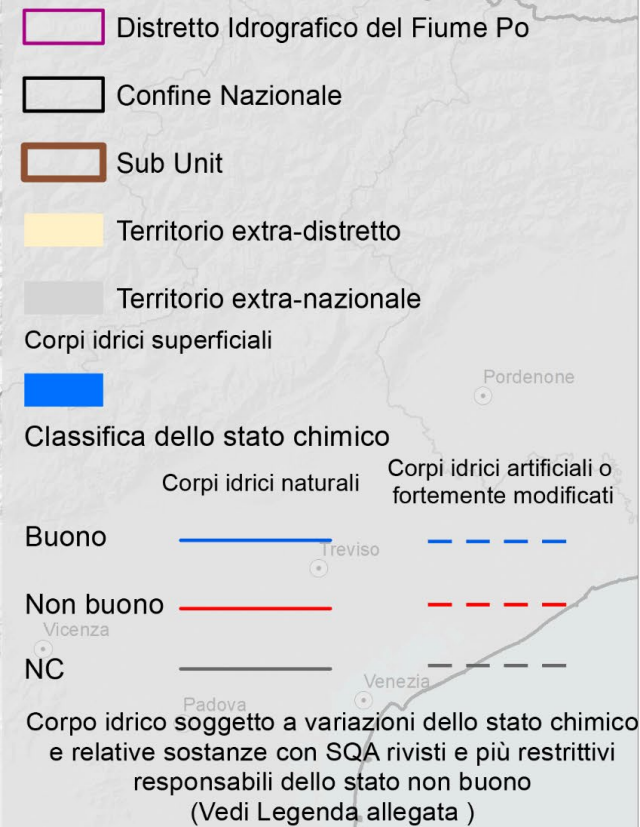 Distretto Idrografico del Fiume Po
Confine Nazionale
Sub Unit
Territorio extra-distretto
Territorio extra-nazionale
Corpi idrici superficiali
Pordenone
Classifica dello stato chimico
Corpi idrici naturali
Corpi idrici artificiali o
fortemente modificati
Buono
Treviso
Non buono
Vicenza
NC
Venezia
Padova
Corpo idrico soggetto a variazioni dello stato chimico
e relative sostanze con SQA rivisti e più restrittivi
responsabili dello stato non buono
(Vedi Legenda allegata )